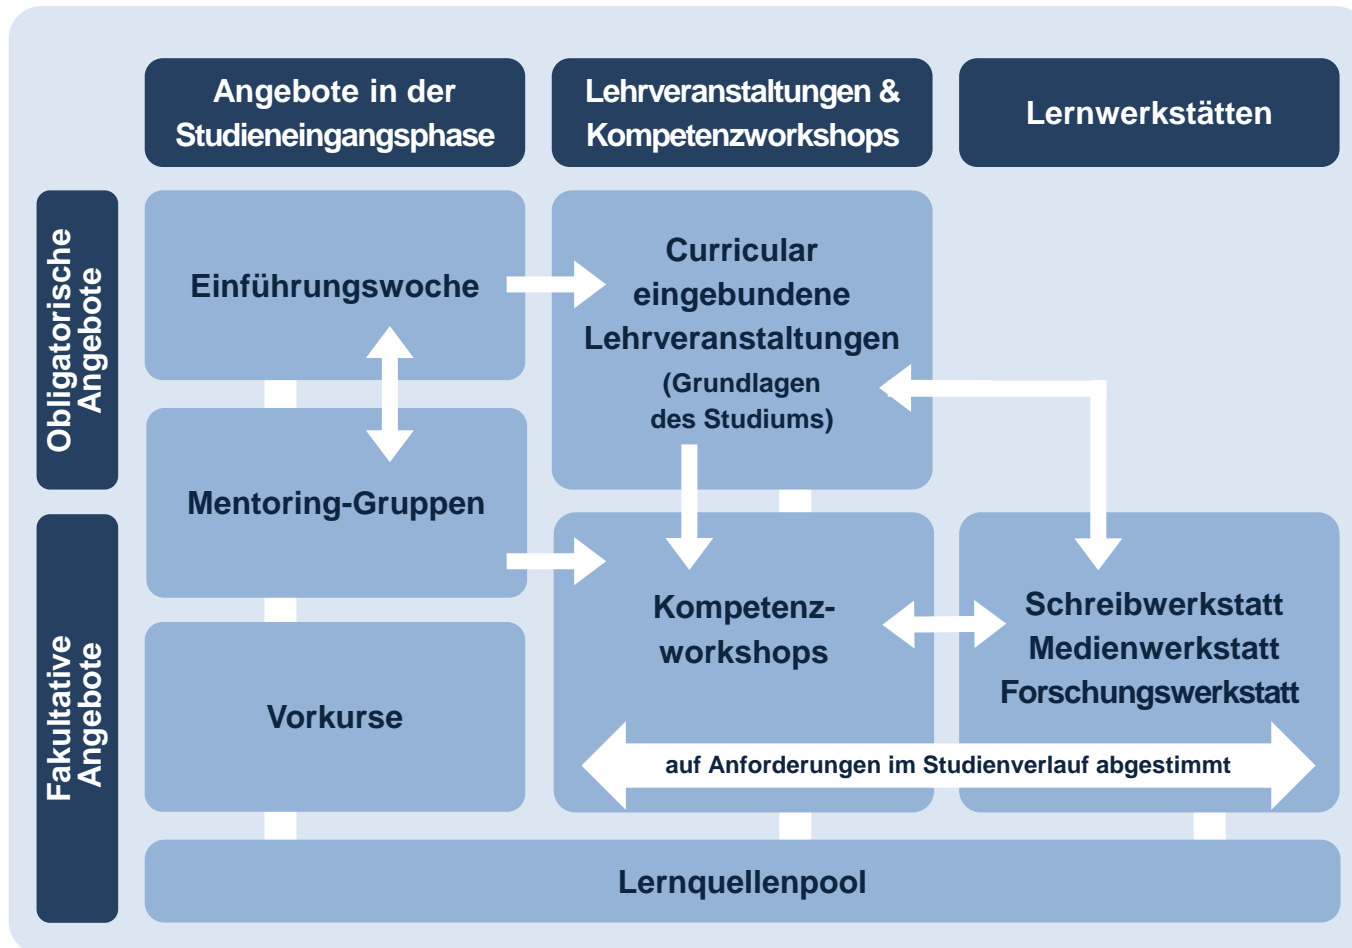 Angebote in der
Studieneingangsphase
Lehrveranstaltungen &
Kompetenzworkshops
Lernwerkstätten
Obligatorische
Angebote
Einführungswoche
Curricular
eingebundene
Lehrveranstaltungen
(Grundlagen
des Studiums)
Mentoring-Gruppen
Fakultative
Angebote
Vorkurse
Kompetenz-
workshops
Schreibwerkstatt
Medienwerkstatt
Forschungswerkstatt
auf Anforderungen im Studienverlauf abgestimmt
Lernquellenpool